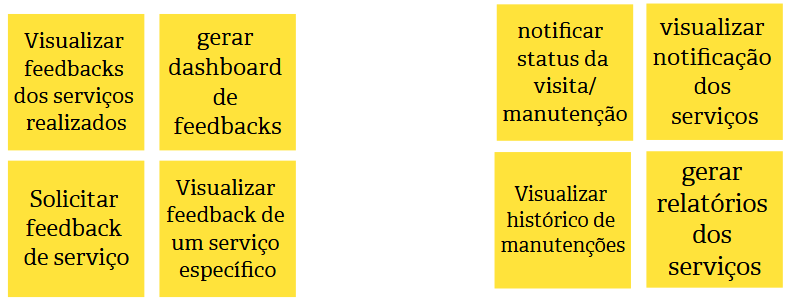 Visualizar
feedbacks
dos serviços
realizados
gerar
dashboard
de
feedbacks
notificar
status da
visita/
manutenção
visualizar
notificação
dos
serviços
Solicitar
feedback
de serviço
Visualizar
feedback de
um serviço
específico
Visualizar
histórico de
manutenções
gerar
relatórios
dos
serviços